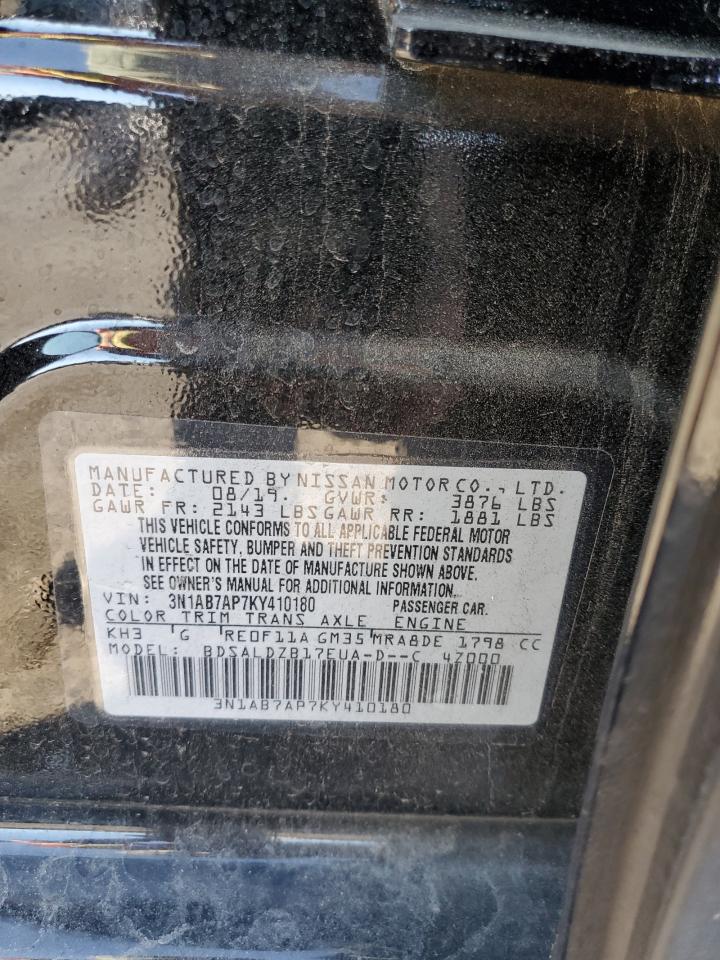 MANUFACTURED BY NISSAN MOTOR CO., LTD.
DATE: 08/19. GVWR: 3876 LBS
GAWR FR: 2143 LBS GAWR RR: 1881 LBS
THIS VEHICLE CONFORMS TO ALL APPLICABLE FEDERAL MOTOR
VEHICLE SAFETY, BUMPER AND THEFT PREVENTION STANDARDS
IN EFFECT ON THE DATE OF MANUFACTURE SHOWN ABOVE.
SEE OWNER'S MANUAL FOR ADDITIONAL INFORMATION.
VIN: 3N1AB7AP7KY410180 PASSENGER CAR.
COLOR TRIM TRANS AXLE ENGINE
KH3 G RE0F11A GM35 MRA8DE 1798 CC
MODEL: BDSALDZB17EUA-D--C 4Z000
3N1AB7AP7KY410180